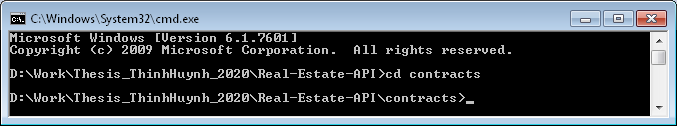 C:\Windows\System32\cmd.exe
Microsoft Windows [Version 6.1.7601]
Copyright (c) 2009 Microsoft Corporation.  All rights reserved.
D:\Work\Thesis_ThinhHuynh_2020\Real-Estate-API>cd contracts
D:\Work\Thesis_ThinhHuynh_2020\Real-Estate-API\contracts>_